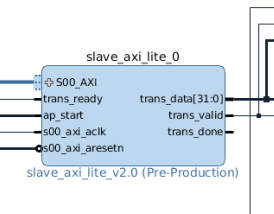 slave_axi_lite_0
S00_AXI
trans_ready trans_data[31:0]
ap_start trans_valid
s00_axi_aclk trans_done
s00_axi_aresetn
slave_axi_lite_v2.0 (Pre-Production)